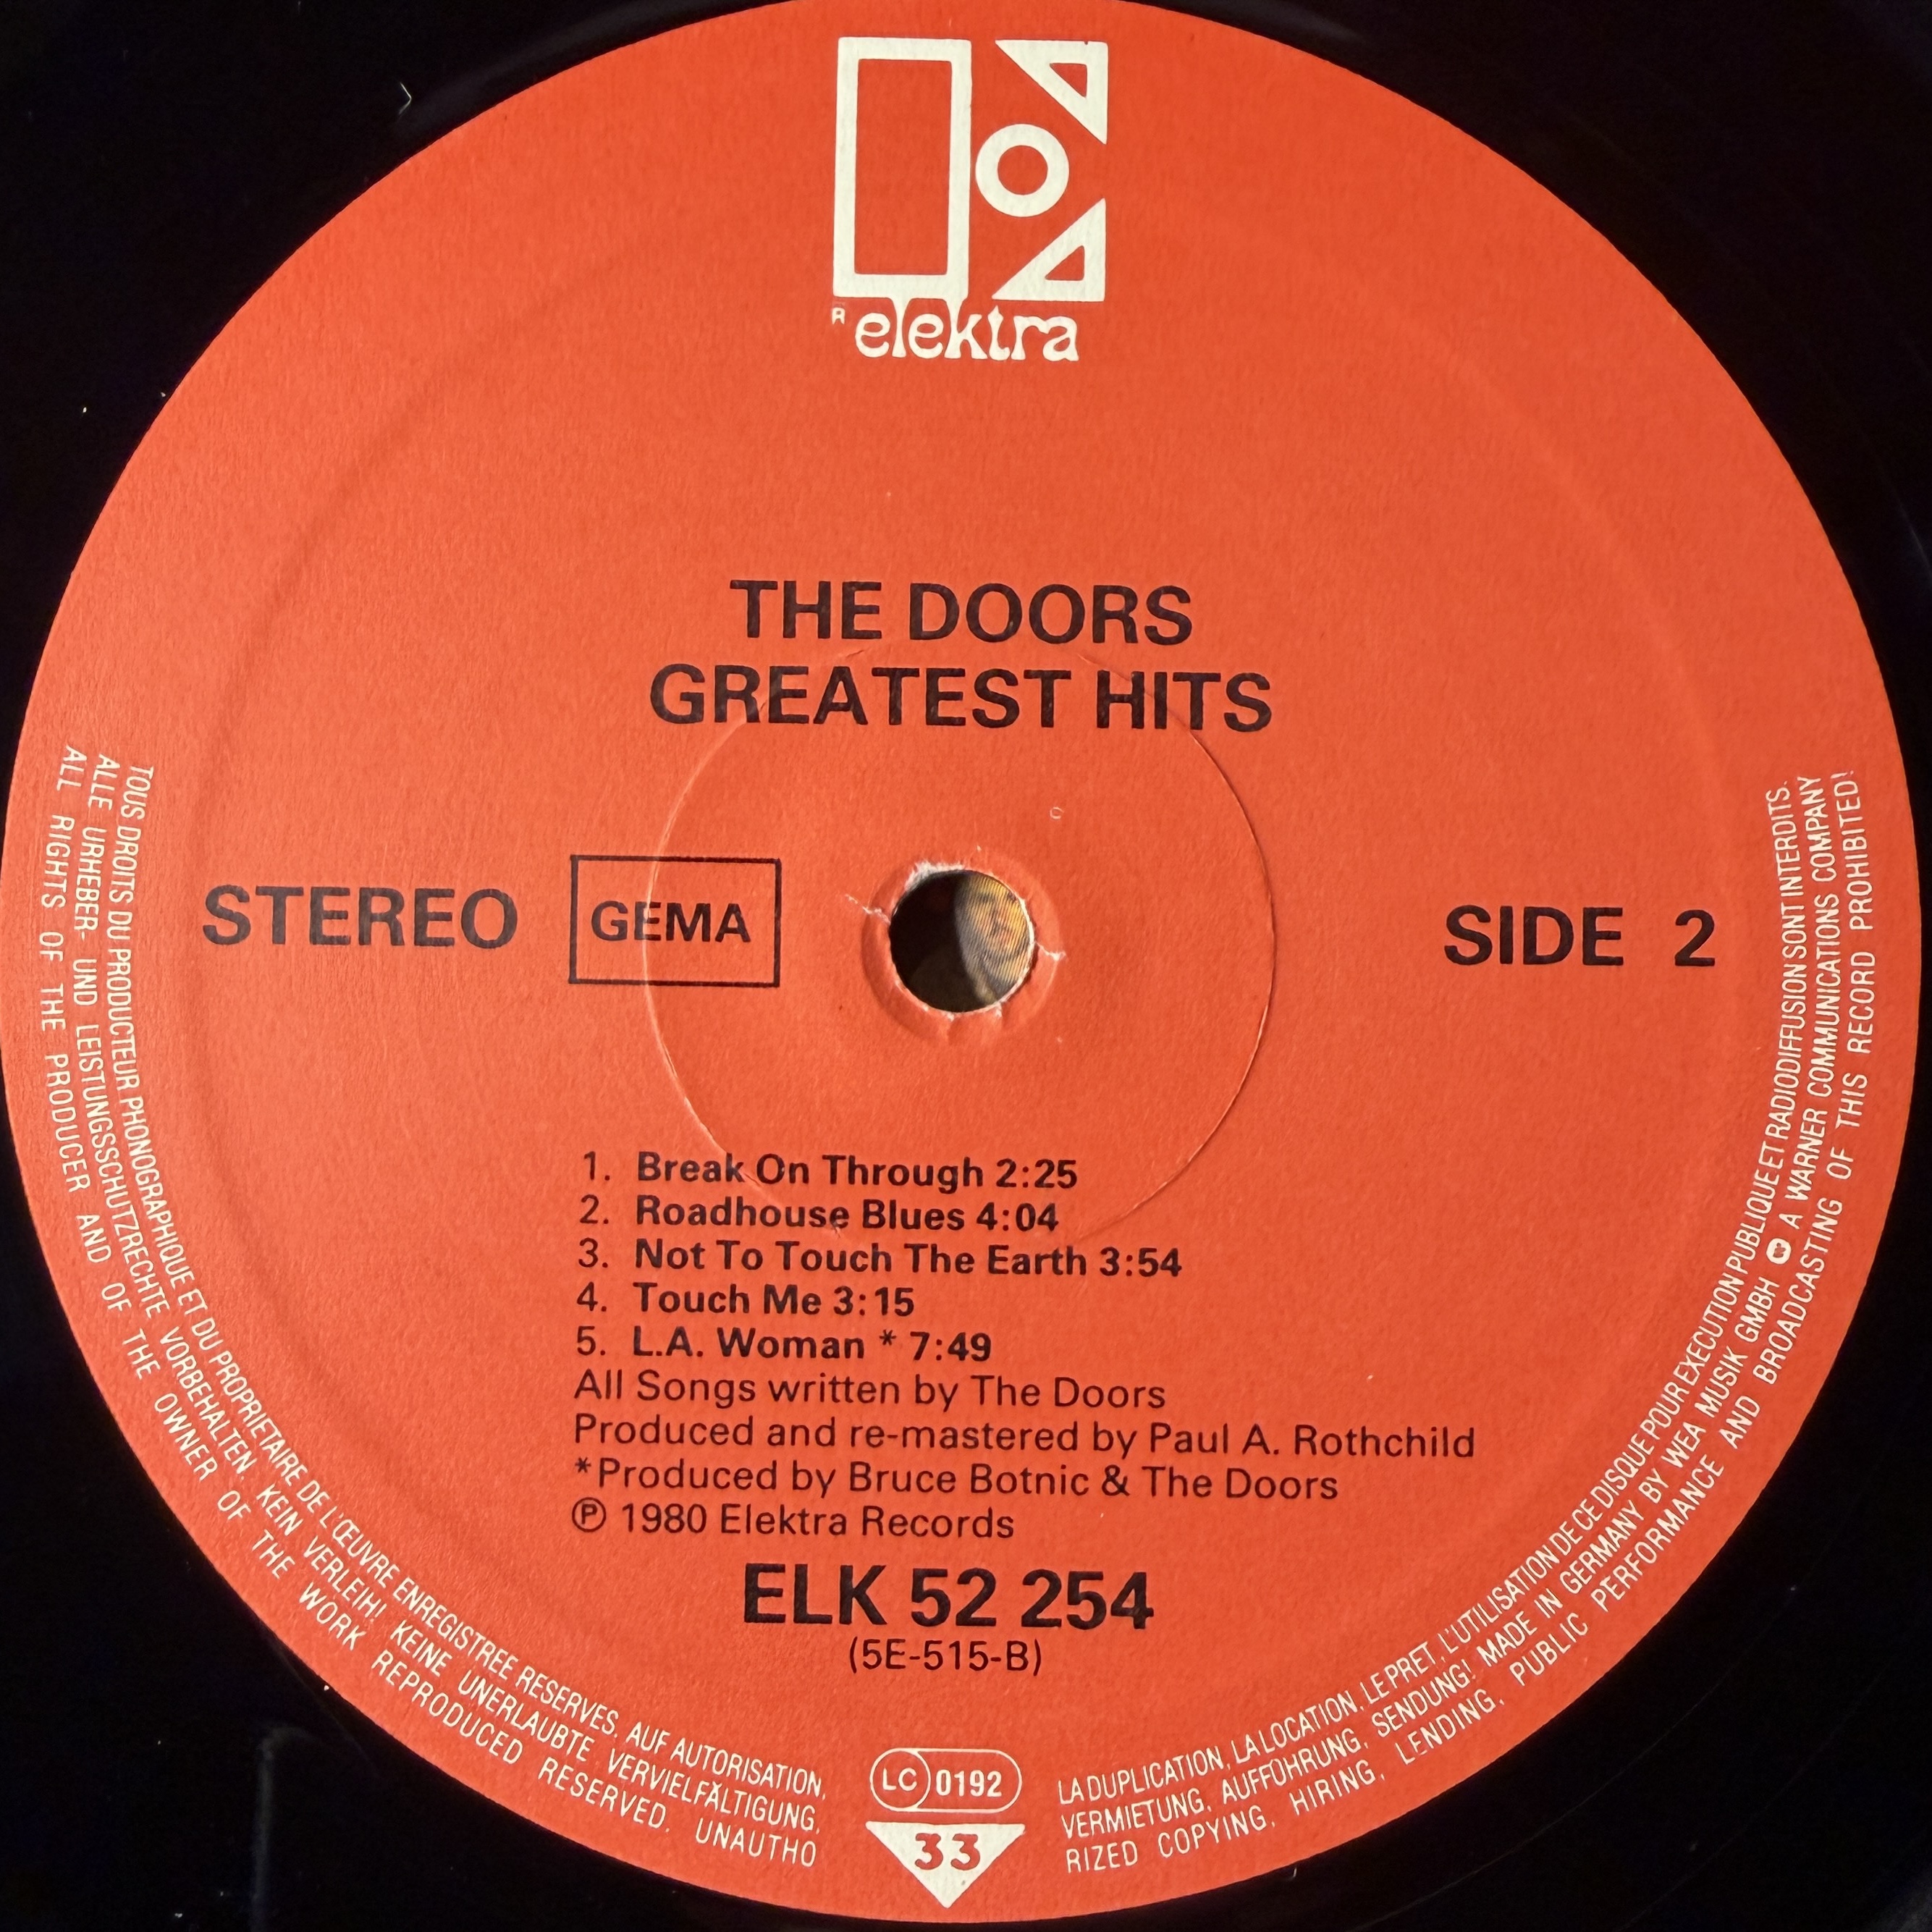 ® elektra
THE DOORS
GREATEST HITS
STEREO
GEMA
SIDE 2
1. Break On Through 2:25
2. Roadhouse Blues 4:04
3. Not To Touch The Earth 3:54
4. Touch Me 3:15
5. L.A. Woman * 7:49
All Songs written by The Doors
Produced and re-mastered by Paul A. Rothchild
*Produced by Bruce Botnic & The Doors
℗ 1980 Elektra Records
ELK 52 254
(5E-515-B)
LC 0192
33
TOUS DROITS DU PRODUCTEUR PHONOGRAPHIQUE ET DU PROPRIETAIRE DE L'ŒUVRE ENREGISTREE RESERVES. AUF AUTORISATION, LA DUPLICATION, LA LOCATION, LE PRET, L'UTILISATION DE CE DISQUE POUR EXECUTION PUBLIQUE ET RADIODIFFUSION SONT INTERDITS.
ALLE URHEBER- UND LEISTUNGSSCHUTZRECHTE VORBEHALTEN KEIN VERLEIH! KEINE UNERLAUBTE VERVIELFÄLTIGUNG, VERMIETUNG, AUFFÜHRUNG, SENDUNG! MADE IN GERMANY BY WEA MUSIK GMBH A WARNER COMMUNICATIONS COMPANY
ALL RIGHTS OF THE PRODUCER AND OF THE OWNER OF THE WORK REPRODUCED RESERVED. UNAUTHO RIZED COPYING, HIRING, LENDING, PUBLIC PERFORMANCE AND BROADCASTING OF THIS RECORD PROHIBITED!